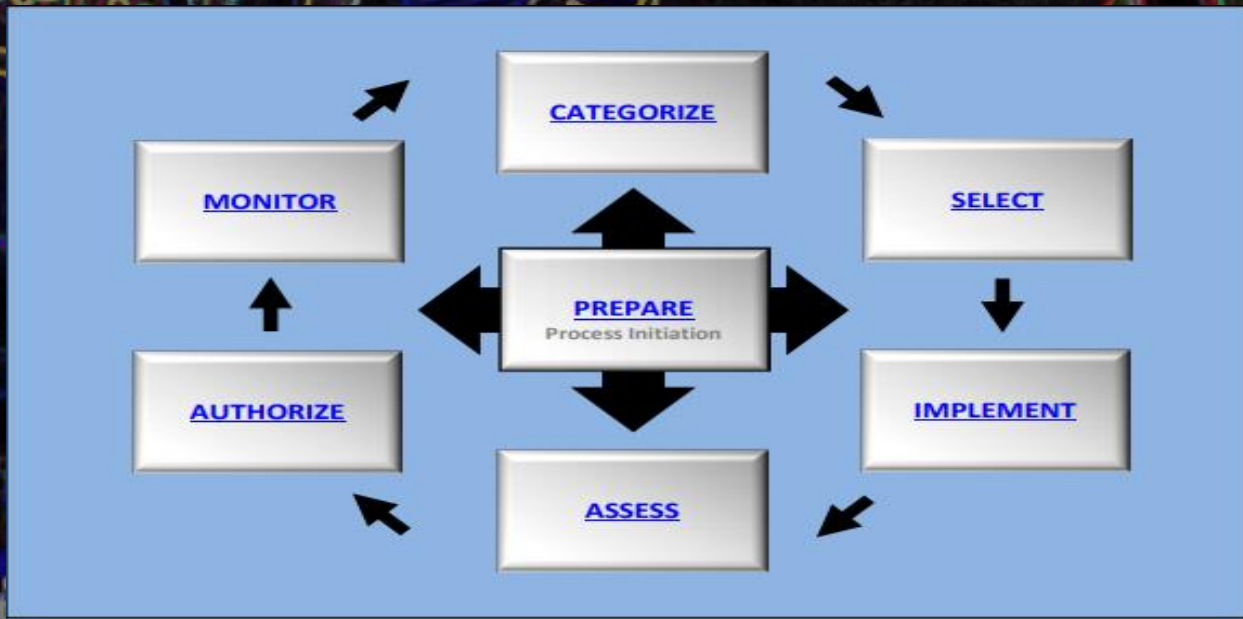 CATEGORIZE
MONITOR
SELECT
PREPARE
Process Initiation
AUTHORIZE
IMPLEMENT
ASSESS